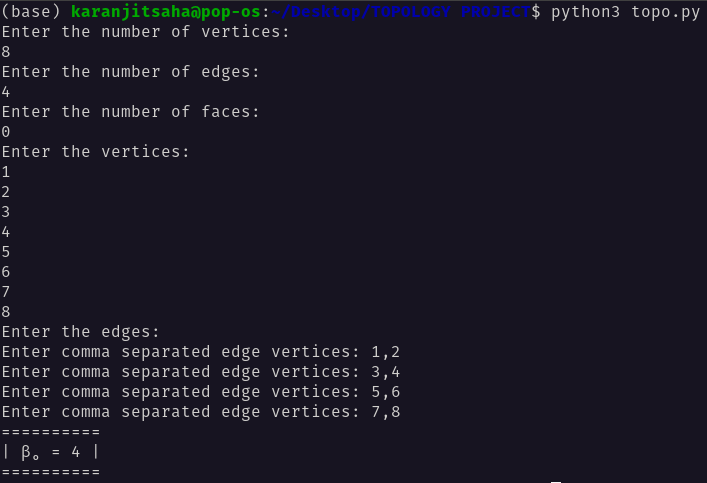 (base) karanjitsaha@pop-os:~/Desktop/TOPOLOGY PROJECT$ python3 topo.py
Enter the number of vertices:
8
Enter the number of edges:
4
Enter the number of faces:
0
Enter the vertices:
1
2
3
4
5
6
7
8
Enter the edges:
Enter comma separated edge vertices: 1,2
Enter comma separated edge vertices: 3,4
Enter comma separated edge vertices: 5,6
Enter comma separated edge vertices: 7,8
==========
| β₀ = 4 |
==========